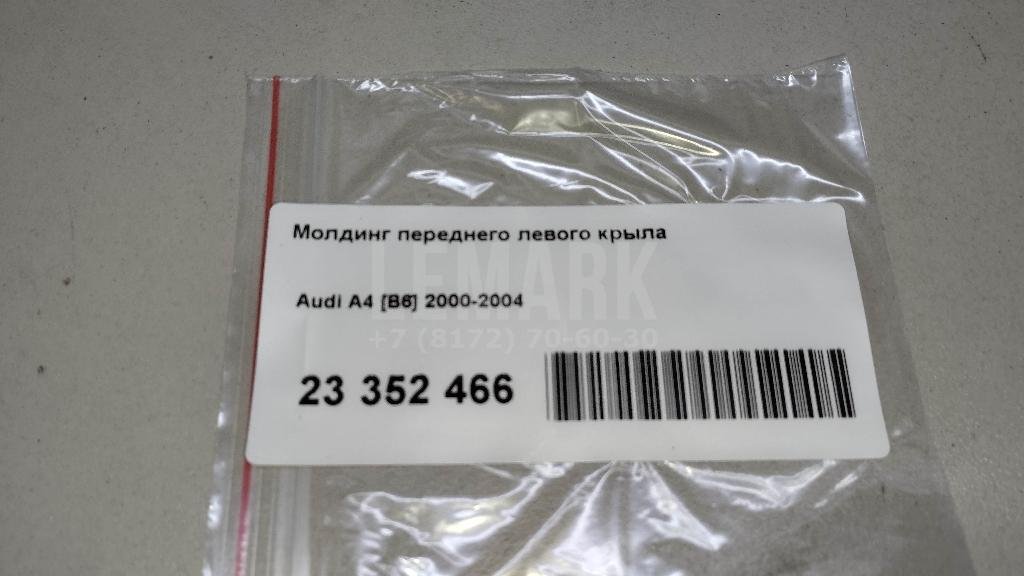 Молдинг переднего левого крыла
LEMARK
Audi A4 [B6] 2000-2004
+7 (8172) 70-60-30
23 352 466